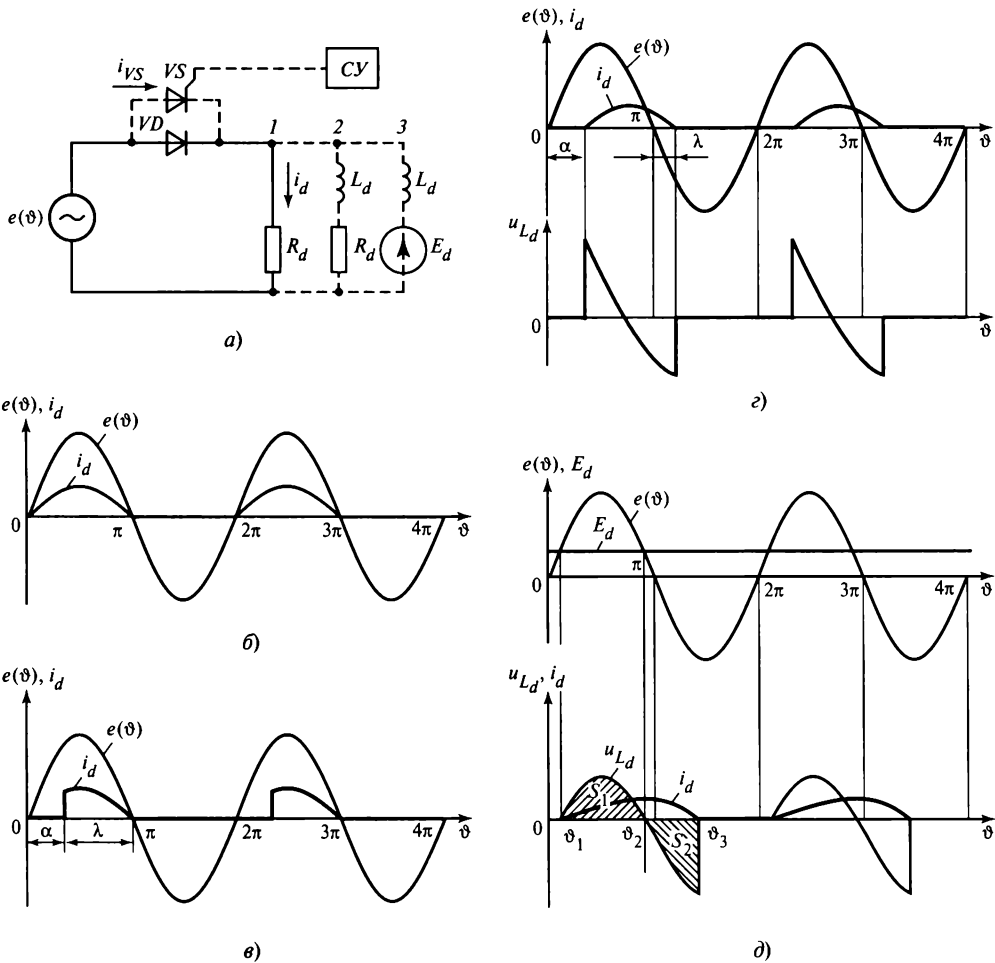 i_VS VS
СУ
VD
1 2 3
i_d L_d L_d
e(ϑ)
R_d R_d E_d
а)
e(ϑ), i_d
e(ϑ)
i_d
0 π 2π 3π 4π ϑ
б)
e(ϑ), i_d
e(ϑ)
i_d
0 α λ π 2π 3π 4π ϑ
в)
e(ϑ), i_d
e(ϑ)
i_d
π
0 α λ 2π 3π 4π ϑ
u_L_d
0 ϑ
г)
e(ϑ), E_d
e(ϑ)
E_d
π
0 2π 3π 4π ϑ
u_L_d, i_d
u_L_d
i_d
S_1
0 ϑ_1 ϑ_2 S_2 ϑ_3 ϑ
д)